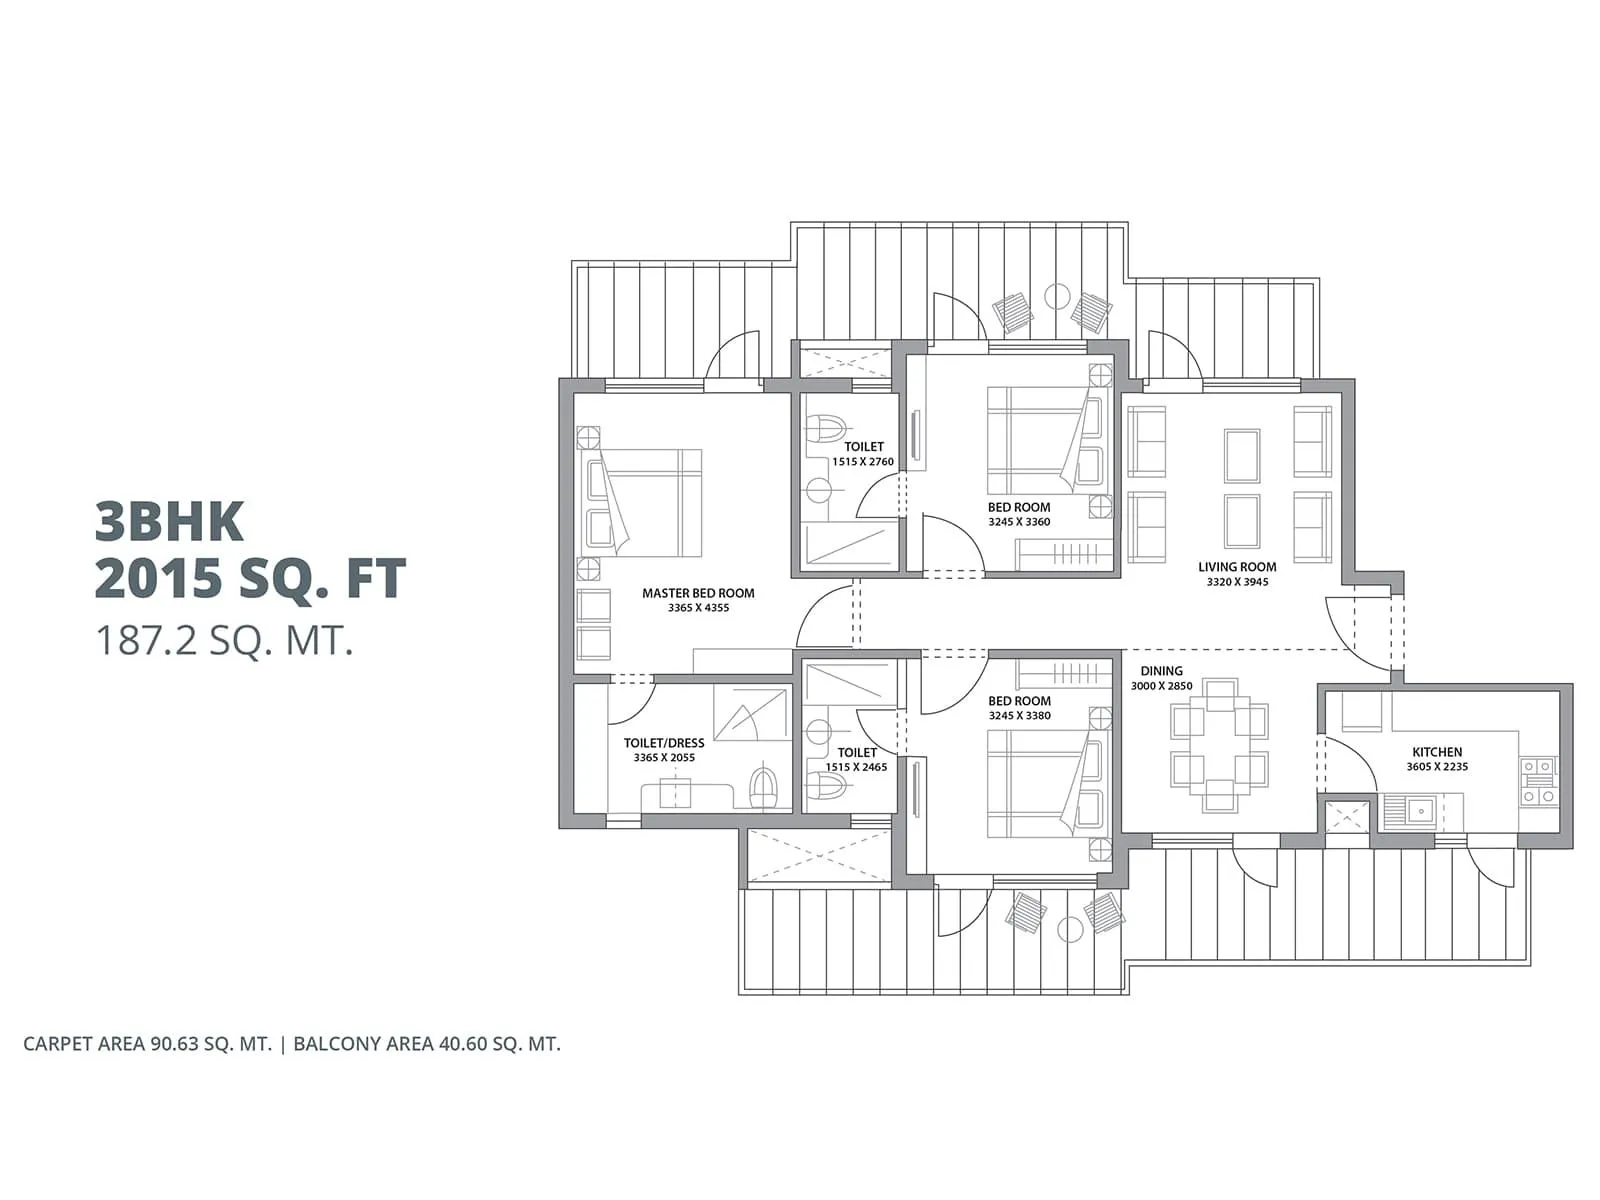 3BHK
2015 SQ. FT
187.2 SQ. MT.
TOILET
1515 X 2760
BED ROOM
3245 X 3360
LIVING ROOM
3320 X 3945
MASTER BED ROOM
3365 X 4355
DINING
3000 X 2850
BED ROOM
3245 X 3380
TOILET/DRESS
3365 X 2055
TOILET
1515 X 2465
KITCHEN
3605 X 2235
CARPET AREA 90.63 SQ. MT. | BALCONY AREA 40.60 SQ. MT.